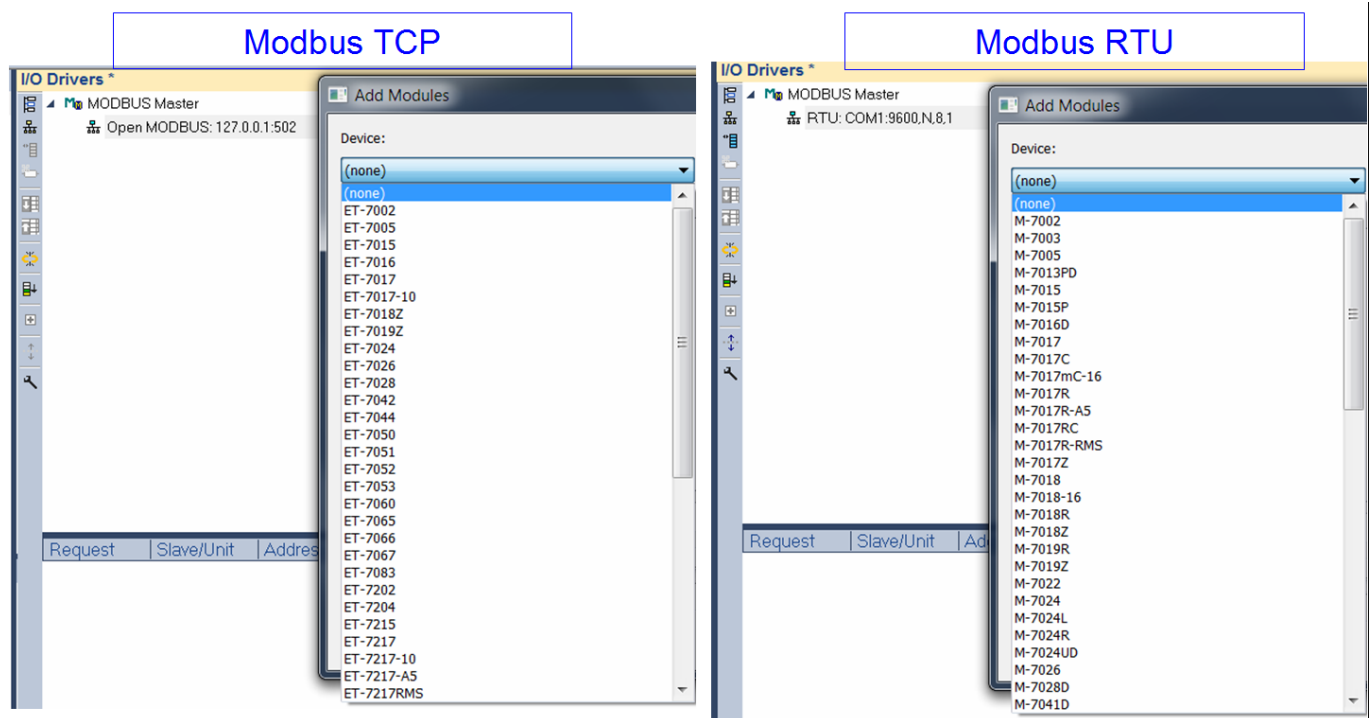 Modbus TCP
I/O Drivers *
MODBUS Master
Open MODBUS: 127.0.0.1:502
Add Modules
Device:
(none)
(none)
ET-7002
ET-7005
ET-7015
ET-7016
ET-7017
ET-7017-10
ET-7018Z
ET-7019Z
ET-7024
ET-7026
ET-7028
ET-7042
ET-7044
ET-7050
ET-7051
ET-7052
ET-7053
ET-7060
ET-7065
ET-7066
ET-7067
ET-7083
ET-7202
ET-7204
ET-7215
ET-7217
ET-7217-10
ET-7217-A5
ET-7217RMS
Request Slave/Unit Addres
Modbus RTU
I/O Drivers *
MODBUS Master
RTU: COM1:9600,N,8,1
Add Modules
Device:
(none)
(none)
M-7002
M-7003
M-7005
M-7013PD
M-7015
M-7015P
M-7016D
M-7017
M-7017C
M-7017mC-16
M-7017R
M-7017R-A5
M-7017RC
M-7017R-RMS
M-7017Z
M-7018
M-7018-16
M-7018R
M-7018Z
M-7019R
M-7019Z
M-7022
M-7024
M-7024L
M-7024R
M-7024UD
M-7026
M-7028D
M-7041D
Request Slave/Unit Ad